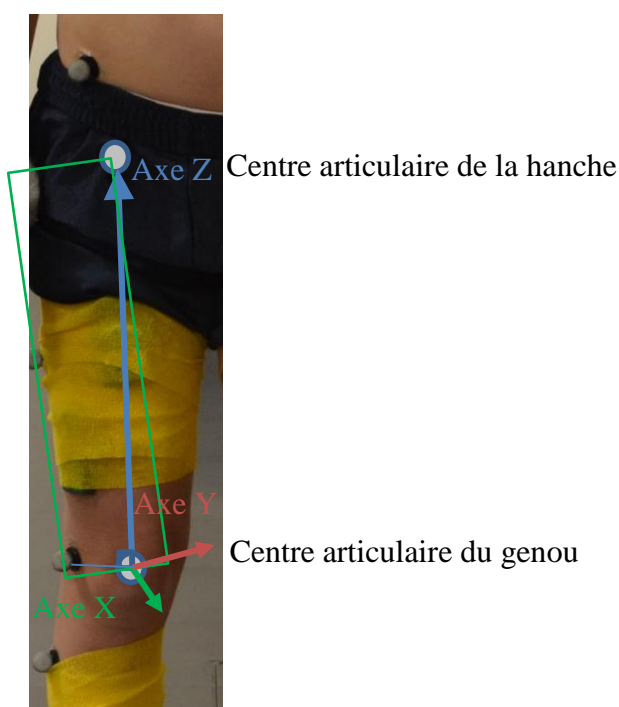 Axe Z
Centre articulaire de la hanche
Axe Y
Centre articulaire du genou
Axe X